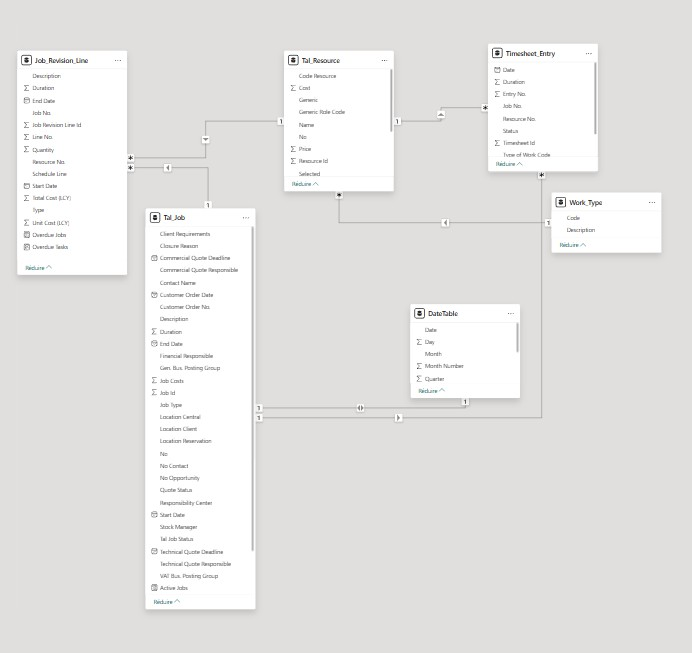 Job_Revision_Line
Description
Duration
End Date
Job No.
Job Revision Line Id
Line No.
Quantity
Resource No.
Schedule Line
Start Date
Total Cost (LCY)
Type
Unit Cost (LCY)
Overdue Jobs
Overdue Tasks
Réduire
Tal_Resource
Code Resource
Cost
Generic
Generic Role Code
Name
No
Price
Resource Id
Selected
Réduire
Timesheet_Entry
Date
Duration
Entry No.
Job No.
Resource No.
Status
Timesheet Id
Type of Work Code
Réduire
Work_Type
Code
Description
Réduire
Tal_Job
Client Requirements
Closure Reason
Commercial Quote Deadline
Commercial Quote Responsible
Contact Name
Customer Order Date
Customer Order No.
Description
Duration
End Date
Financial Responsible
Gen. Bus. Posting Group
Job Costs
Job Id
Job Type
Location Central
Location Client
Location Reservation
No
No Contact
No Opportunity
Quote Status
Responsibility Center
Start Date
Stock Manager
Tal Job Status
Technical Quote Deadline
Technical Quote Responsible
VAT Bus. Posting Group
Active Jobs
Réduire
DateTable
Date
Day
Month
Month Number
Quarter
Réduire
*
*
1
1
1
*
*
*
1
1
1
1